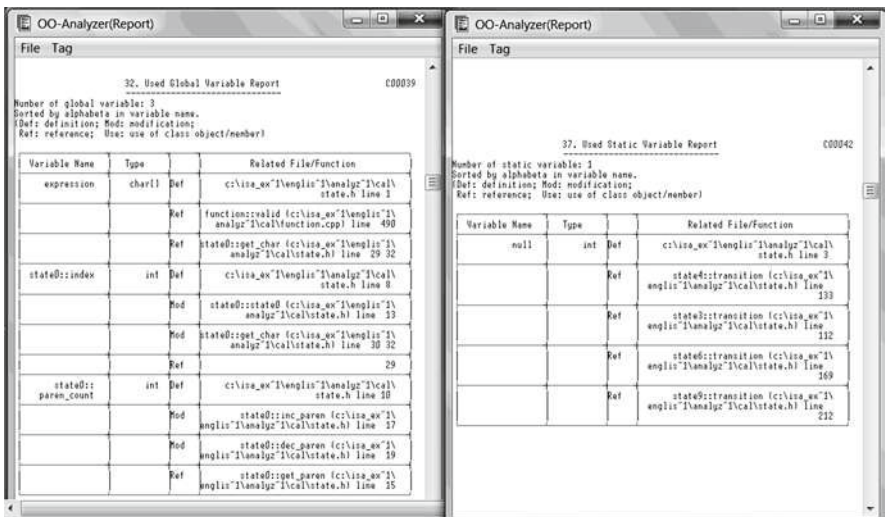 OO-Analyzer(Report)
File Tag
32. Used Global Variable Report C00039
Number of global variable: 3
Sorted by alphabeta in variable name.
(Def: definition; Mod: modification;
Ref: reference; Use: use of class object/member)
Variable Name Type Related File/Function
expression char[] Def c:\isa_ex~1\englis~1\analyz~1\cal\
state.h line 1
Ref function::valid (c:\isa_ex~1\englis~1\
analyz~1\cal\function.cpp) line 490
Ref state0::get_char (c:\isa_ex~1\englis~1\
analyz~1\cal\state.h) line 29 32
state0::index int Def c:\isa_ex~1\englis~1\analyz~1\cal\
state.h line 8
Mod state0::state0 (c:\isa_ex~1\englis~1\
analyz~1\cal\state.h) line 13
Mod state0::get_char (c:\isa_ex~1\englis~1\
analyz~1\cal\state.h) line 30 32
Ref 29
state0:: int Def c:\isa_ex~1\englis~1\analyz~1\cal\
paren_count state.h line 10
Mod state0::inc_paren (c:\isa_ex~1\
englis~1\analyz~1\cal\state.h) line 17
Mod state0::dec_paren (c:\isa_ex~1\
englis~1\analyz~1\cal\state.h) line 19
Ref state0::get_paren (c:\isa_ex~1\
englis~1\analyz~1\cal\state.h) line 15
OO-Analyzer(Report)
File Tag
37. Used Static Variable Report C00042
Number of static variable: 1
Sorted by alphabeta in variable name.
(Def: definition; Mod: modification;
Ref: reference; Use: use of class object/member)
Variable Name Type Related File/Function
null int Def c:\isa_ex~1\englis~1\analyz~1\cal\
state.h line 3
Ref state4::transition (c:\isa_ex~1\
englis~1\analyz~1\cal\state.h) line
133
Ref state3::transition (c:\isa_ex~1\
englis~1\analyz~1\cal\state.h) line
112
Ref state6::transition (c:\isa_ex~1\
englis~1\analyz~1\cal\state.h) line
169
Ref state9::transition (c:\isa_ex~1\
englis~1\analyz~1\cal\state.h) line
212